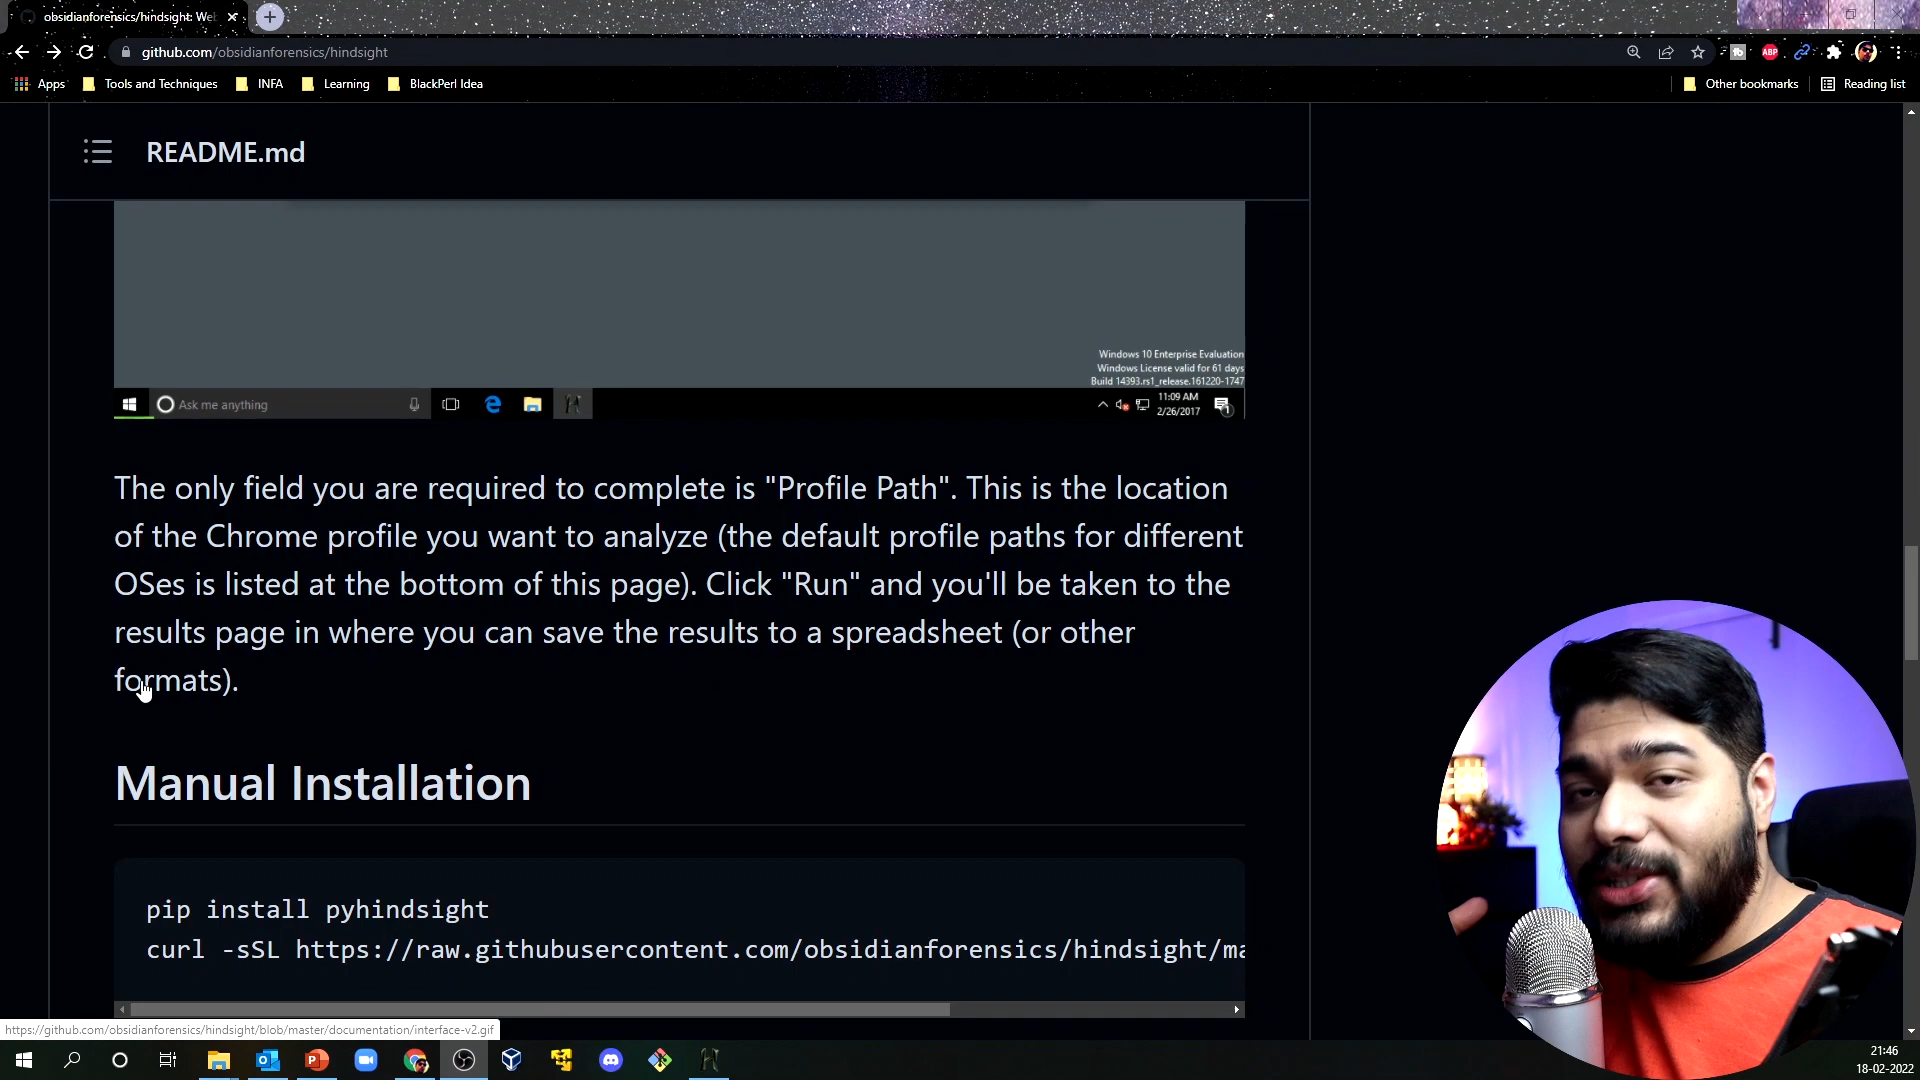 obsidianforensics/hindsight: Web
github.com/obsidianforensics/hindsight
ABP
Apps
Tools and Techniques
INFA
Learning
BlackPerl Idea
Other bookmarks
Reading list
README.md
Windows 10 Enterprise Evaluation
Windows License valid for 61 days
Build 14393.rs1_release.161220-1747
Ask me anything
11:09 AM
2/26/2017
The only field you are required to complete is "Profile Path". This is the location
of the Chrome profile you want to analyze (the default profile paths for different
OSes is listed at the bottom of this page). Click "Run" and you'll be taken to the
results page in where you can save the results to a spreadsheet (or other
formats).
Manual Installation
pip install pyhindsight
curl -sSL https://raw.githubusercontent.com/obsidianforensics/hindsight/ma
https://github.com/obsidianforensics/hindsight/blob/master/documentation/interface-v2.gif
21:46
18-02-2022